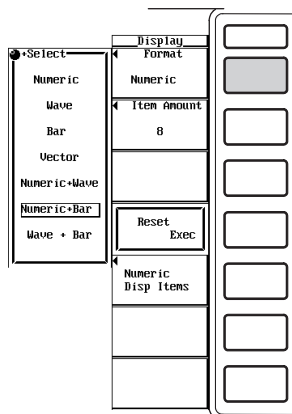 +Select
Numeric
Wave
Bar
Vector
Numeric+Wave
Numeric+Bar
Wave + Bar
Display
Format
Numeric
Item Amount
8
Reset
Exec
Numeric
Disp Items